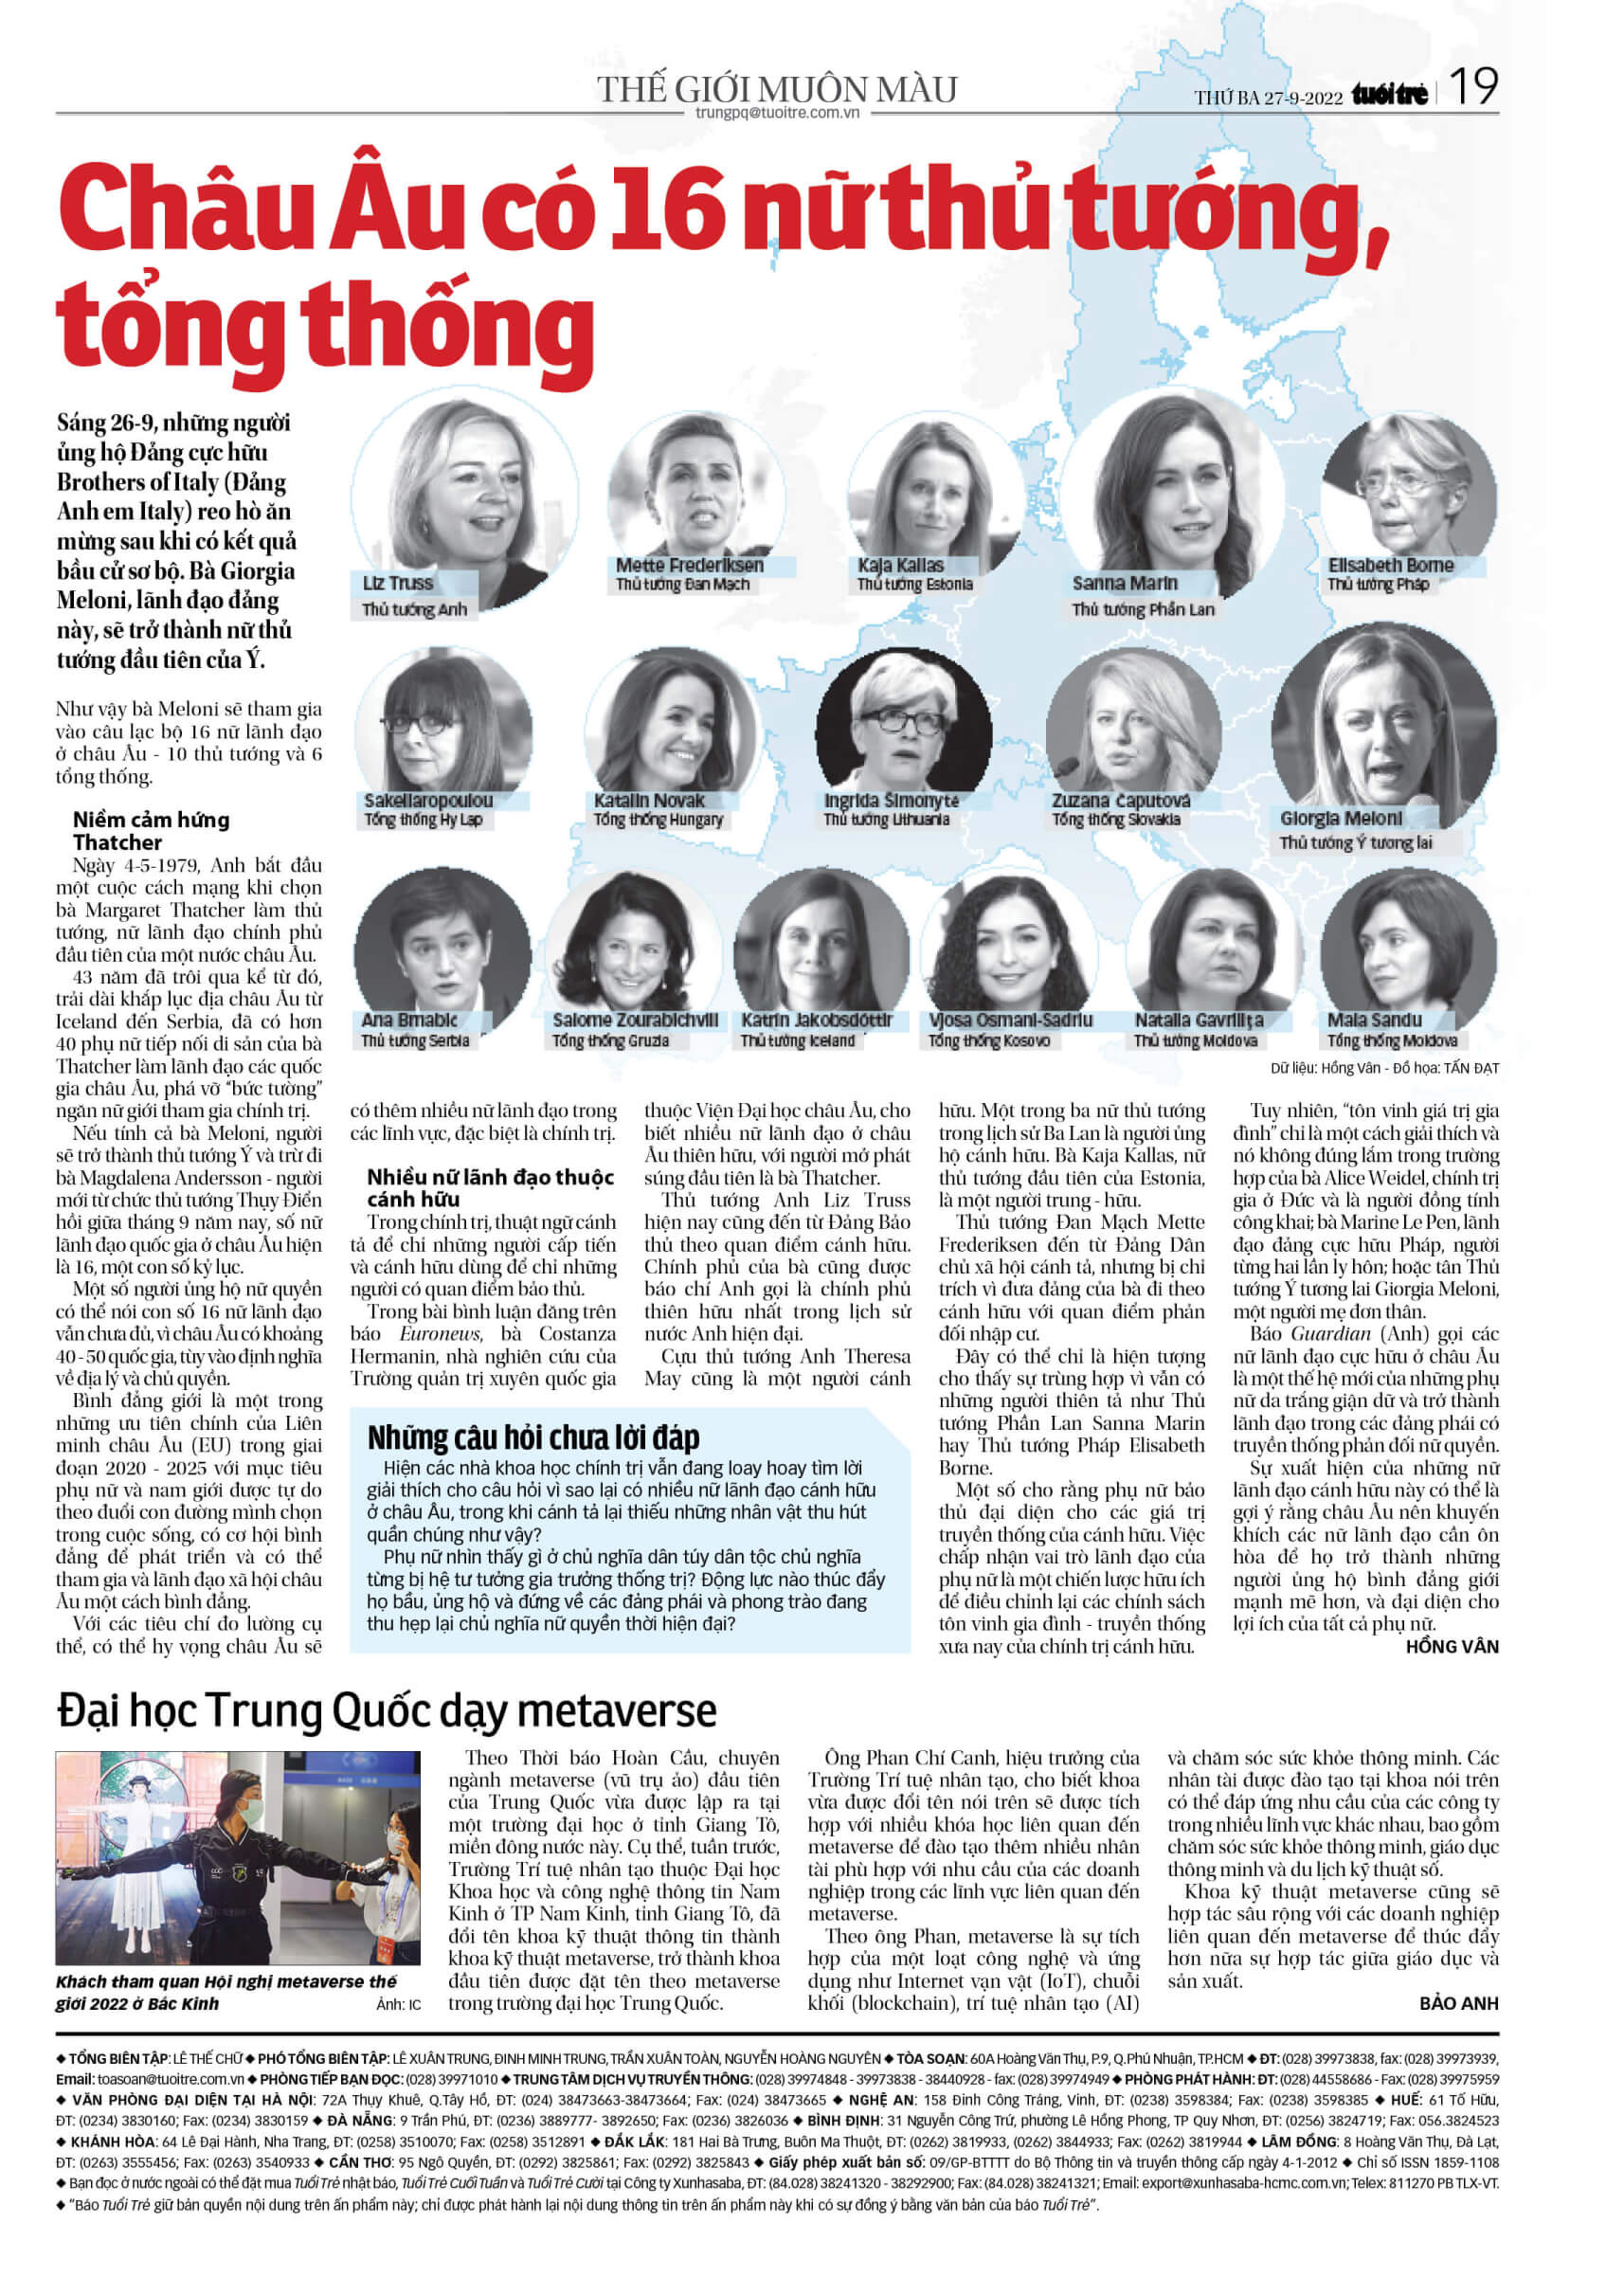 THẾ GIỚI MUÔN MÀU
trungpq@tuoitre.com.vn
THỨ BA 27-9-2022 tuổi trẻ 19
Châu Âu có 16 nữ thủ tướng,
tổng thống
Sáng 26-9, những người
ủng hộ Đảng cực hữu
Brothers of Italy (Đảng
Anh em Italy) reo hò ăn
mừng sau khi có kết quả
bầu cử sơ bộ. Bà Giorgia
Meloni, lãnh đạo đảng
này, sẽ trở thành nữ thủ
tướng đầu tiên của Ý.
Như vậy bà Meloni sẽ tham gia
vào câu lạc bộ 16 nữ lãnh đạo
ở châu Âu - 10 thủ tướng và 6
tổng thống.
Niềm cảm hứng
Thatcher
Ngày 4-5-1979, Anh bắt đầu
một cuộc cách mạng khi chọn
bà Margaret Thatcher làm thủ
tướng, nữ lãnh đạo chính phủ
đầu tiên của một nước châu Âu.
43 năm đã trôi qua kể từ đó,
trải dài khắp lục địa châu Âu từ
Iceland đến Serbia, đã có hơn
40 phụ nữ tiếp nối di sản của bà
Thatcher làm lãnh đạo các quốc
gia châu Âu, phá vỡ “bức tường”
ngăn nữ giới tham gia chính trị.
Nếu tính cả bà Meloni, người
sẽ trở thành thủ tướng Ý và trừ đi
bà Magdalena Andersson - người
mới từ chức thủ tướng Thụy Điển
hồi giữa tháng 9 năm nay, số nữ
lãnh đạo quốc gia ở châu Âu hiện
là 16, một con số kỷ lục.
Một số người ủng hộ nữ quyền
có thể nói con số 16 nữ lãnh đạo
vẫn chưa đủ, vì châu Âu có khoảng
40 - 50 quốc gia, tùy vào định nghĩa
về địa lý và chủ quyền.
Bình đẳng giới là một trong
những ưu tiên chính của Liên
minh châu Âu (EU) trong giai
đoạn 2020 - 2025 với mục tiêu
phụ nữ và nam giới được tự do
theo đuổi con đường mình chọn
trong cuộc sống, có cơ hội bình
đẳng để phát triển và có thể
tham gia và lãnh đạo xã hội châu
Âu một cách bình đẳng.
Với các tiêu chí đo lường cụ
thể, có thể hy vọng châu Âu sẽ
Liz Truss
Thủ tướng Anh
Mette Frederiksen
Thủ tướng Đan Mạch
Kaja Kallas
Thủ tướng Estonia
Sanna Marin
Thủ tướng Phần Lan
Elisabeth Borne
Thủ tướng Pháp
Sakellaropoulou
Tổng thống Hy Lạp
Katalin Novak
Tổng thống Hungary
Ingrida Šimonytė
Thủ tướng Lithuania
Zuzana Čaputová
Tổng thống Slovakia
Giorgia Meloni
Thủ tướng Ý tương lai
Ana Brnabic
Thủ tướng Serbia
Salome Zourabichvili
Tổng thống Gruzia
Katrín Jakobsdóttir
Thủ tướng Iceland
Vjosa Osmani-Sadriu
Tổng thống Kosovo
Natalia Gavrilița
Thủ tướng Moldova
Maia Sandu
Tổng thống Moldova
Dữ liệu: Hồng Vân - Đồ họa: TẤN ĐẠT
có thêm nhiều nữ lãnh đạo trong
các lĩnh vực, đặc biệt là chính trị.
Nhiều nữ lãnh đạo thuộc
cánh hữu
Trong chính trị, thuật ngữ cánh
tả để chỉ những người cấp tiến
và cánh hữu dùng để chỉ những
người có quan điểm bảo thủ.
Trong bài bình luận đăng trên
báo Euronews, bà Costanza
Hermanin, nhà nghiên cứu của
Trường quản trị xuyên quốc gia
thuộc Viện Đại học châu Âu, cho
biết nhiều nữ lãnh đạo ở châu
Âu thiên hữu, với người mở phát
súng đầu tiên là bà Thatcher.
Thủ tướng Anh Liz Truss
hiện nay cũng đến từ Đảng Bảo
thủ theo quan điểm cánh hữu.
Chính phủ của bà cũng được
báo chí Anh gọi là chính phủ
thiên hữu nhất trong lịch sử
nước Anh hiện đại.
Cựu thủ tướng Anh Theresa
May cũng là một người cánh
hữu. Một trong ba nữ thủ tướng
trong lịch sử Ba Lan là người ủng
hộ cánh hữu. Bà Kaja Kallas, nữ
thủ tướng đầu tiên của Estonia,
là một người trung - hữu.
Thủ tướng Đan Mạch Mette
Frederiksen đến từ Đảng Dân
chủ xã hội cánh tả, nhưng bị chỉ
trích vì đưa đảng của bà đi theo
cánh hữu với quan điểm phản
đối nhập cư.
Đây có thể chỉ là hiện tượng
cho thấy sự trùng hợp vì vẫn có
những người thiên tả như Thủ
tướng Phần Lan Sanna Marin
hay Thủ tướng Pháp Elisabeth
Borne.
Một số cho rằng phụ nữ bảo
thủ đại diện cho các giá trị
truyền thống của cánh hữu. Việc
chấp nhận vai trò lãnh đạo của
phụ nữ là một chiến lược hữu ích
để điều chỉnh lại các chính sách
tôn vinh gia đình - truyền thống
xưa nay của chính trị cánh hữu.
Tuy nhiên, “tôn vinh giá trị gia
đình” chỉ là một cách giải thích và
nó không đúng lắm trong trường
hợp của bà Alice Weidel, chính trị
gia ở Đức và là người đồng tính
công khai; bà Marine Le Pen, lãnh
đạo đảng cực hữu Pháp, người
từng hai lần ly hôn; hoặc tân Thủ
tướng Ý tương lai Giorgia Meloni,
một người mẹ đơn thân.
Báo Guardian (Anh) gọi các
nữ lãnh đạo cực hữu ở châu Âu
là một thế hệ mới của những phụ
nữ da trắng giận dữ và trở thành
lãnh đạo trong các đảng phái có
truyền thống phản đối nữ quyền.
Sự xuất hiện của những nữ
lãnh đạo cánh hữu này có thể là
gợi ý rằng châu Âu nên khuyến
khích các nữ lãnh đạo cần ôn
hòa để họ trở thành những
người ủng hộ bình đẳng giới
mạnh mẽ hơn, và đại diện cho
lợi ích của tất cả phụ nữ.
HỒNG VÂN
Những câu hỏi chưa lời đáp
Hiện các nhà khoa học chính trị vẫn đang loay hoay tìm lời
giải thích cho câu hỏi vì sao lại có nhiều nữ lãnh đạo cánh hữu
ở châu Âu, trong khi cánh tả lại thiếu những nhân vật thu hút
quần chúng như vậy?
Phụ nữ nhìn thấy gì ở chủ nghĩa dân túy dân tộc chủ nghĩa
từng bị hệ tư tưởng gia trưởng thống trị? Động lực nào thúc đẩy
họ bầu, ủng hộ và đứng về các đảng phái và phong trào đang
thu hẹp lại chủ nghĩa nữ quyền thời hiện đại?
Đại học Trung Quốc dạy metaverse
Khách tham quan Hội nghị metaverse thế
giới 2022 ở Bắc Kinh Ảnh: IC
Theo Thời báo Hoàn Cầu, chuyên
ngành metaverse (vũ trụ ảo) đầu tiên
của Trung Quốc vừa được lập ra tại
một trường đại học ở tỉnh Giang Tô,
miền đông nước này. Cụ thể, tuần trước,
Trường Trí tuệ nhân tạo thuộc Đại học
Khoa học và công nghệ thông tin Nam
Kinh ở TP Nam Kinh, tỉnh Giang Tô, đã
đổi tên khoa kỹ thuật thông tin thành
khoa kỹ thuật metaverse, trở thành khoa
đầu tiên được đặt tên theo metaverse
trong trường đại học Trung Quốc.
Ông Phan Chí Canh, hiệu trưởng của
Trường Trí tuệ nhân tạo, cho biết khoa
vừa được đổi tên nói trên sẽ được tích
hợp với nhiều khóa học liên quan đến
metaverse để đào tạo thêm nhiều nhân
tài phù hợp với nhu cầu của các doanh
nghiệp trong các lĩnh vực liên quan đến
metaverse.
Theo ông Phan, metaverse là sự tích
hợp của một loạt công nghệ và ứng
dụng như Internet vạn vật (IoT), chuỗi
khối (blockchain), trí tuệ nhân tạo (AI)
và chăm sóc sức khỏe thông minh. Các
nhân tài được đào tạo tại khoa nói trên
có thể đáp ứng nhu cầu của các công ty
trong nhiều lĩnh vực khác nhau, bao gồm
chăm sóc sức khỏe thông minh, giáo dục
thông minh và du lịch kỹ thuật số.
Khoa kỹ thuật metaverse cũng sẽ
hợp tác sâu rộng với các doanh nghiệp
liên quan đến metaverse để thúc đẩy
hơn nữa sự hợp tác giữa giáo dục và
sản xuất.
BẢO ANH
◆ TỔNG BIÊN TẬP: LÊ THẾ CHỮ ◆ PHÓ TỔNG BIÊN TẬP: LÊ XUÂN TRUNG, ĐINH MINH TRUNG, TRẦN XUÂN TOÀN, NGUYỄN HOÀNG NGUYÊN ◆ TÒA SOẠN: 60A Hoàng Văn Thụ, P.9, Q.Phú Nhuận, TP.HCM ◆ ĐT: (028) 39973838, fax: (028) 39973939,
Email: toasoan@tuoitre.com.vn ◆ PHÒNG TIẾP BẠN ĐỌC: (028) 39971010 ◆ TRUNG TÂM DỊCH VỤ TRUYỀN THÔNG: (028) 39974848 - 39973838 - 38440928 - fax: (028) 39974949 ◆ PHÒNG PHÁT HÀNH: ĐT: (028) 44558686 - Fax: (028) 39975959
◆ VĂN PHÒNG ĐẠI DIỆN TẠI HÀ NỘI: 72A Thụy Khuê, Q.Tây Hồ, ĐT: (024) 38473663-38473664; Fax: (024) 38473665 ◆ NGHỆ AN: 158 Đinh Công Tráng, Vinh, ĐT: (0238) 3598384; Fax: (0238) 3598385 ◆ HUẾ: 61 Tố Hữu,
ĐT: (0234) 3830160; Fax: (0234) 3830159 ◆ ĐÀ NẴNG: 9 Trần Phú, ĐT: (0236) 3889777- 3892650; Fax: (0236) 3826036 ◆ BÌNH ĐỊNH: 31 Nguyễn Công Trứ, phường Lê Hồng Phong, TP Quy Nhơn, ĐT: (0256) 3824719; Fax: 056.3824523
◆ KHÁNH HÒA: 64 Lê Đại Hành, Nha Trang, ĐT: (0258) 3510070; Fax: (0258) 3512891 ◆ ĐẮK LẮK: 181 Hai Bà Trưng, Buôn Ma Thuột, ĐT: (0262) 3819933, (0262) 3844933; Fax: (0262) 3819944 ◆ LÂM ĐỒNG: 8 Hoàng Văn Thụ, Đà Lạt,
ĐT: (0263) 3555456; Fax: (0263) 3540933 ◆ CẦN THƠ: 95 Ngô Quyền, ĐT: (0292) 3825861; Fax: (0292) 3825843 ◆ Giấy phép xuất bản số: 09/GP-BTTTT do Bộ Thông tin và truyền thông cấp ngày 4-1-2012 ◆ Chỉ số ISSN 1859-1108
◆ Bạn đọc ở nước ngoài có thể đặt mua Tuổi Trẻ nhật báo, Tuổi Trẻ Cuối Tuần và Tuổi Trẻ Cười tại Công ty Xunhasaba, ĐT: (84.028) 38241320 - 38292900; Fax: (84.028) 38241321; Email: export@xunhasaba-hcmc.com.vn; Telex: 811270 PB TLX-VT.
◆ “Báo Tuổi Trẻ giữ bản quyền nội dung trên ấn phẩm này; chỉ được phát hành lại nội dung thông tin trên ấn phẩm này khi có sự đồng ý bằng văn bản của báo Tuổi Trẻ”.